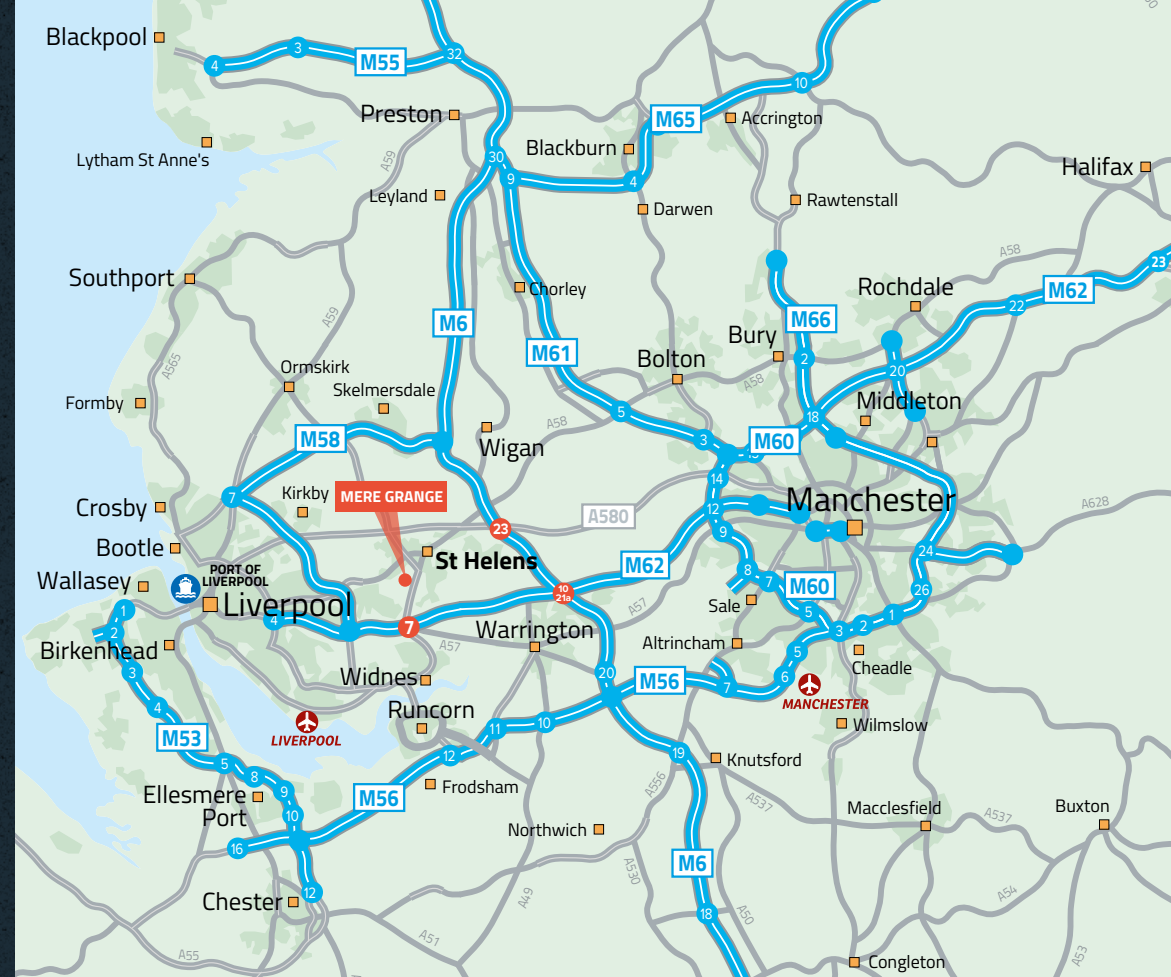 Blackpool
4
3
M55
32
10
M65
Preston
Accrington
Blackburn
Lytham St Anne's
A59
30
9
4
Halifax
Leyland
Darwen
Rawtenstall
A58
23
Southport
Chorley
Rochdale
M62
22
A59
M6
M66
Bury
M61
Bolton
2
A565
Ormskirk
20
Skelmersdale
A58
Formby
5
18
Middleton
A58
M58
Wigan
3
M60
14
7
Kirkby
MERE GRANGE
Manchester
Crosby
A580
12
A628
23
9
Bootle
St Helens
24
PORT OF
LIVERPOOL
M62
Wallasey
8
7
M60
10
21a
26
Liverpool
A57
Sale
1
4
5
2
1
7
Warrington
3
2
Birkenhead
A57
Altrincham
5
Cheadle
3
Widnes
20
M56
7
6
4
Runcorn
MANCHESTER
LIVERPOOL
11
10
Wilmslow
M53
12
19
Knutsford
5
8
Frodsham
A556
9
Ellesmere
Port
M56
A537
10
Macclesfield
A537
Buxton
Northwich
16
M6
A530
12
A49
A54
Chester
18
A50
A51
A55
A53
Congleton